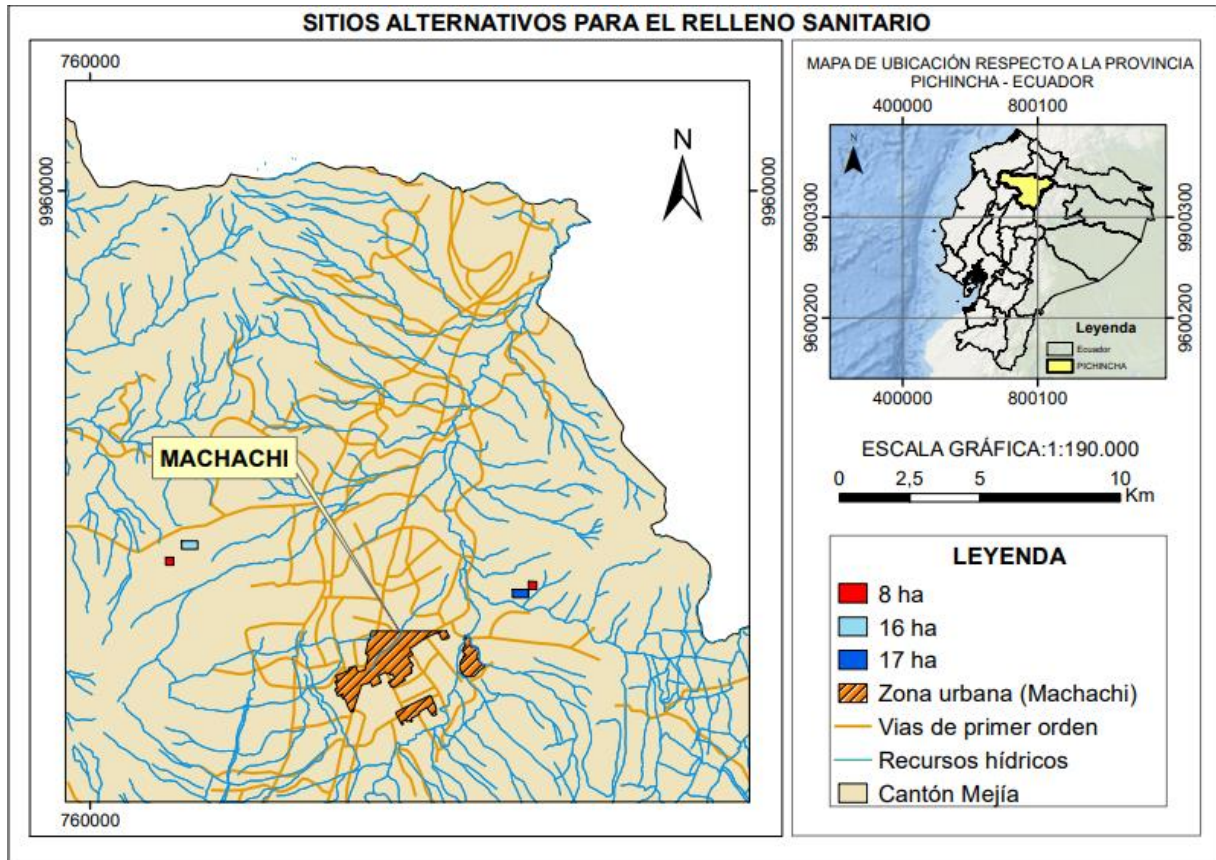 SITIOS ALTERNATIVOS PARA EL RELLENO SANITARIO
760000
9960000
9960000
N
MACHACHI
760000
MAPA DE UBICACIÓN RESPECTO A LA PROVINCIA
PICHINCHA - ECUADOR
400000
800100
N
9900300
9900300
9600200
9600200
Leyenda
Ecuador
PICHINCHA
400000
800100
ESCALA GRÁFICA:1:190.000
0 2,5 5 10
Km
LEYENDA
8 ha
16 ha
17 ha
Zona urbana (Machachi)
Vias de primer orden
Recursos hídricos
Cantón Mejía